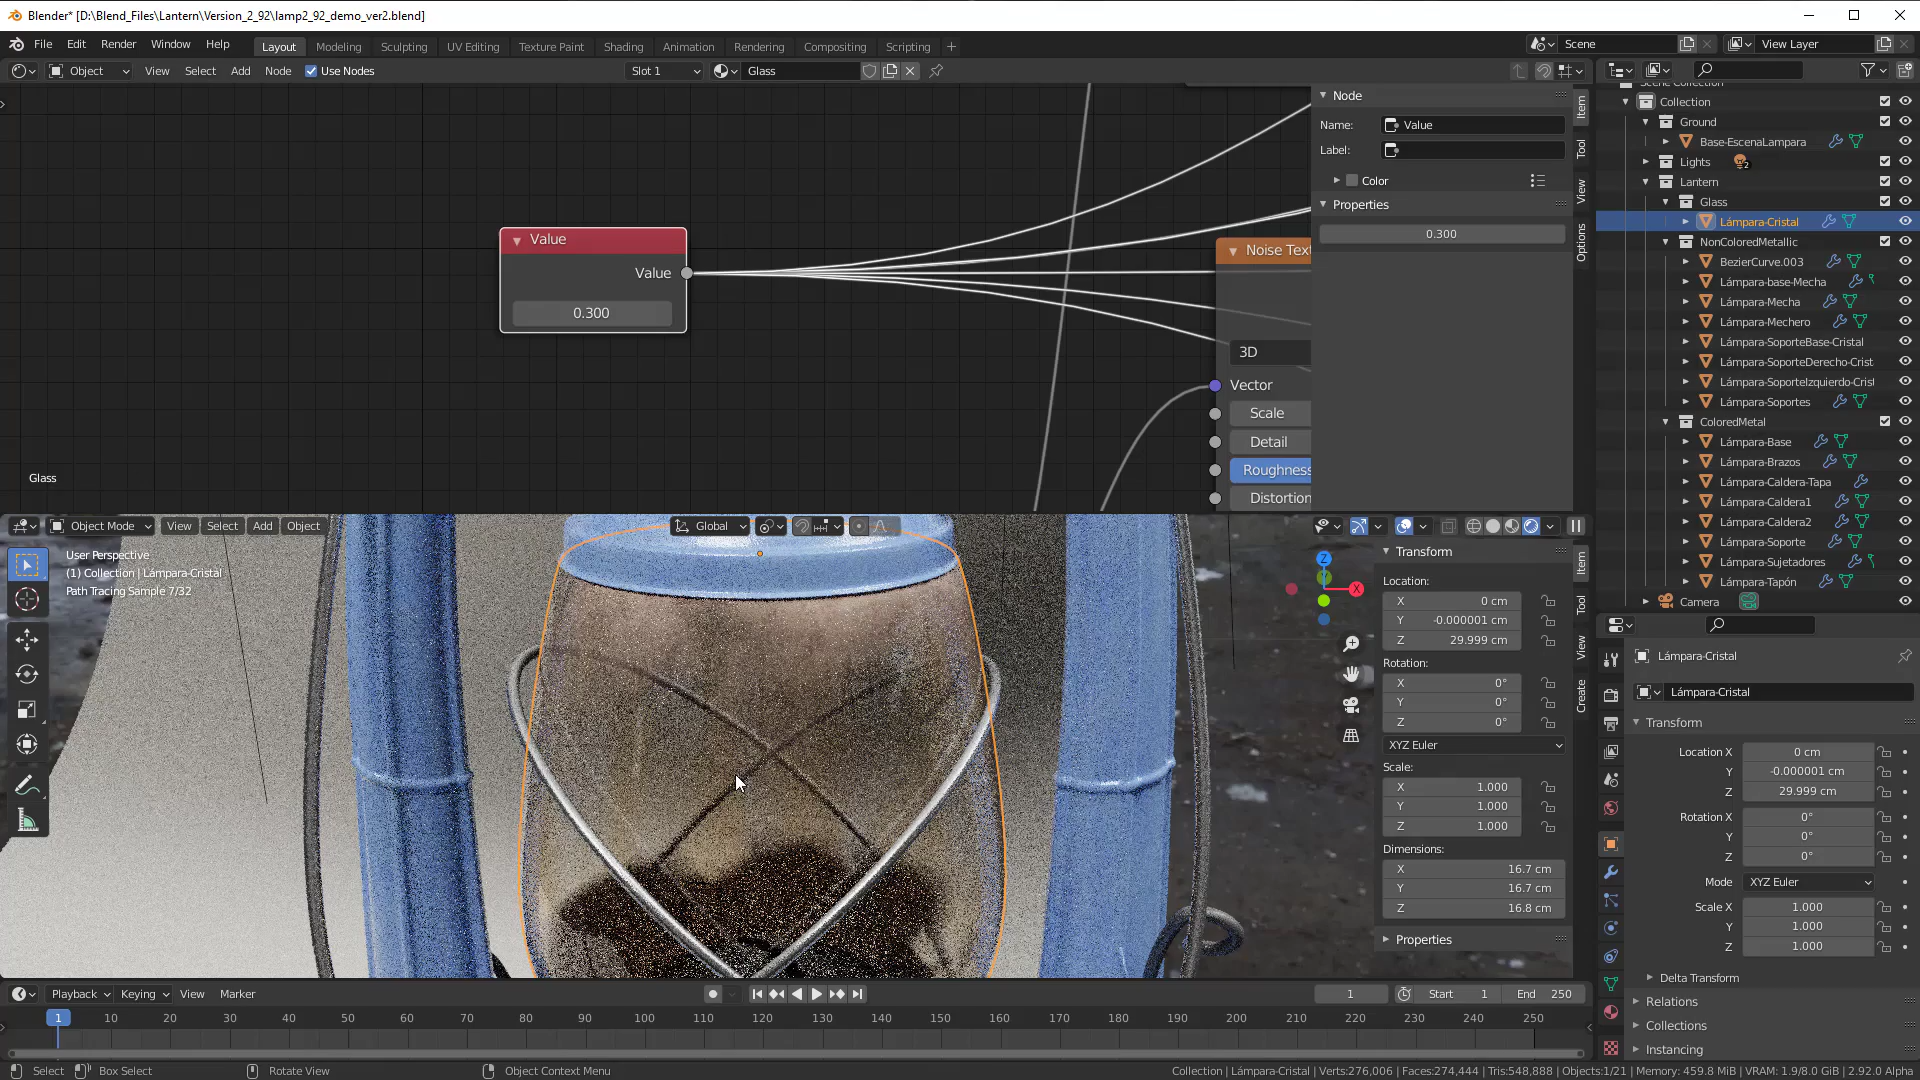 Blender* [D:\Blend_Files\Lantern\Version_2_92\lamp2_92_demo_ver2.blend]
File Edit Render Window Help Layout Modeling Sculpting UV Editing Texture Paint Shading Animation Rendering Compositing Scripting + Scene View Layer
Object View Select Add Node Use Nodes Slot 1 Glass
Node
Name: Value
Label:
Color
Properties
0.300
Item
Tool
View
Options
Value
Value
0.300
Noise Text
3D
Vector
Scale
Detail
Roughness
Distortion
Glass
Scene Collection
Collection
Ground
Base-EscenaLampara
Lights 2
Lantern
Glass
Lámpara-Cristal
NonColoredMetallic
BezierCurve.003
Lámpara-base-Mecha
Lámpara-Mecha
Lámpara-Mechero
Lámpara-SoporteBase-Cristal
Lámpara-SoporteDerecho-Crist
Lámpara-SoporteIzquierdo-Crist
Lámpara-Soportes
ColoredMetal
Lámpara-Base
Lámpara-Brazos
Lámpara-Caldera-Tapa
Lámpara-Caldera1
Lámpara-Caldera2
Lámpara-Soporte
Lámpara-Sujetadores
Lámpara-Tapón
Camera
Object Mode View Select Add Object Global
User Perspective
(1) Collection | Lámpara-Cristal
Path Tracing Sample 7/32
Z
X
Transform
Location:
X 0 cm
Y -0.000001 cm
Z 29.999 cm
Rotation:
X 0°
Y 0°
Z 0°
XYZ Euler
Scale:
X 1.000
Y 1.000
Z 1.000
Dimensions:
X 16.7 cm
Y 16.7 cm
Z 16.8 cm
Properties
Item
Tool
View
Create
Lámpara-Cristal
Lámpara-Cristal
Transform
Location X 0 cm
Y -0.000001 cm
Z 29.999 cm
Rotation X 0°
Y 0°
Z 0°
Mode XYZ Euler
Scale X 1.000
Y 1.000
Z 1.000
Delta Transform
Relations
Collections
Instancing
Playback Keying View Marker 1 Start 1 End 250
1 10 20 30 40 50 60 70 80 90 100 110 120 130 140 150 160 170 180 190 200 210 220 230 240 250
Select Box Select Rotate View Object Context Menu Collection | Lámpara-Cristal | Verts:276,006 | Faces:274,444 | Tris:548,888 | Objects:1/21 | Memory: 459.8 MiB | VRAM: 1.9/8.0 GiB | 2.92.0 Alpha